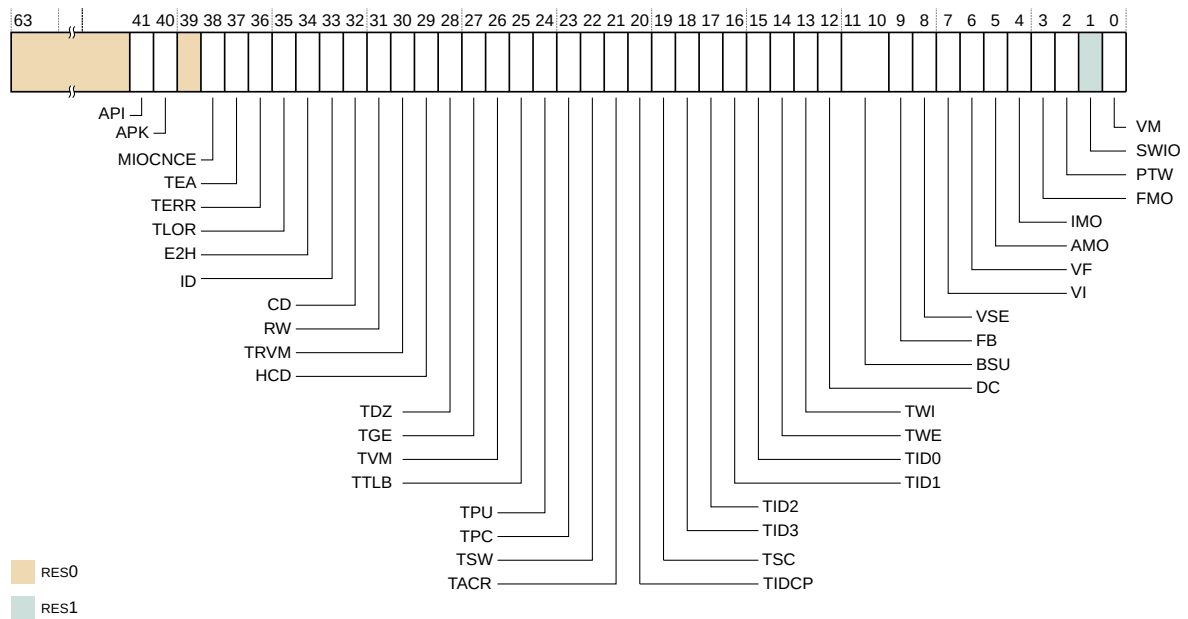 63 41 40 39 38 37 36 35 34 33 32 31 30 29 28 27 26 25 24 23 22 21 20 19 18 17 16 15 14 13 12 11 10 9 8 7 6 5 4 3 2 1 0
API
APK
VM
SWIO
MIOCNCE
PTW
TEA
FMO
TERR
IMO
TLOR
AMO
E2H
VF
ID
VI
CD
VSE
RW
FB
TRVM
BSU
HCD
DC
TDZ
TWI
TGE
TWE
TVM
TID0
TTLB
TID1
TPU
TID2
TPC
TID3
TSW
TSC
TACR
TIDCP
RES0
RES1